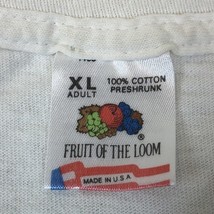 XL
ADULT
100% COTTON
PRESHRUNK
®
FRUIT OF THE LOOM
MADE IN U.S.A